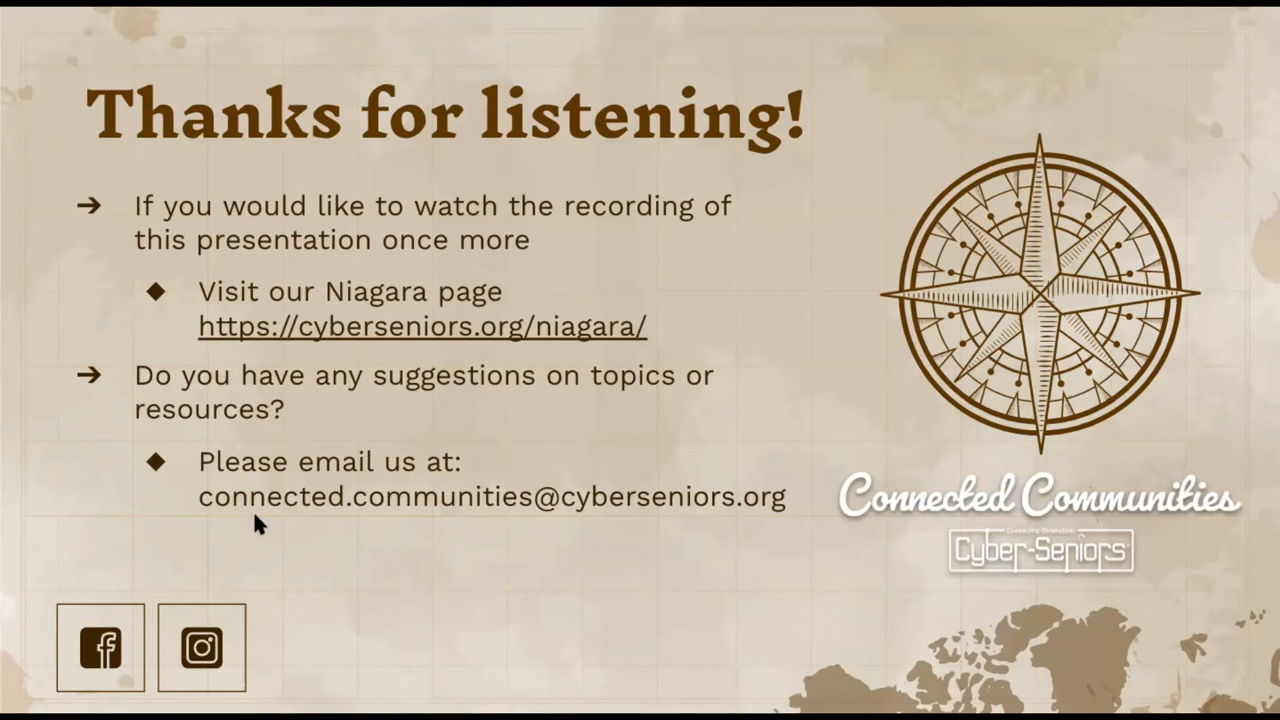 Thanks for listening!
➔ If you would like to watch the recording of
this presentation once more
◆ Visit our Niagara page
https://cyberseniors.org/niagara/
➔ Do you have any suggestions on topics or
resources?
◆ Please email us at:
connected.communities@cyberseniors.org
Connected Communities
Cyber-Seniors